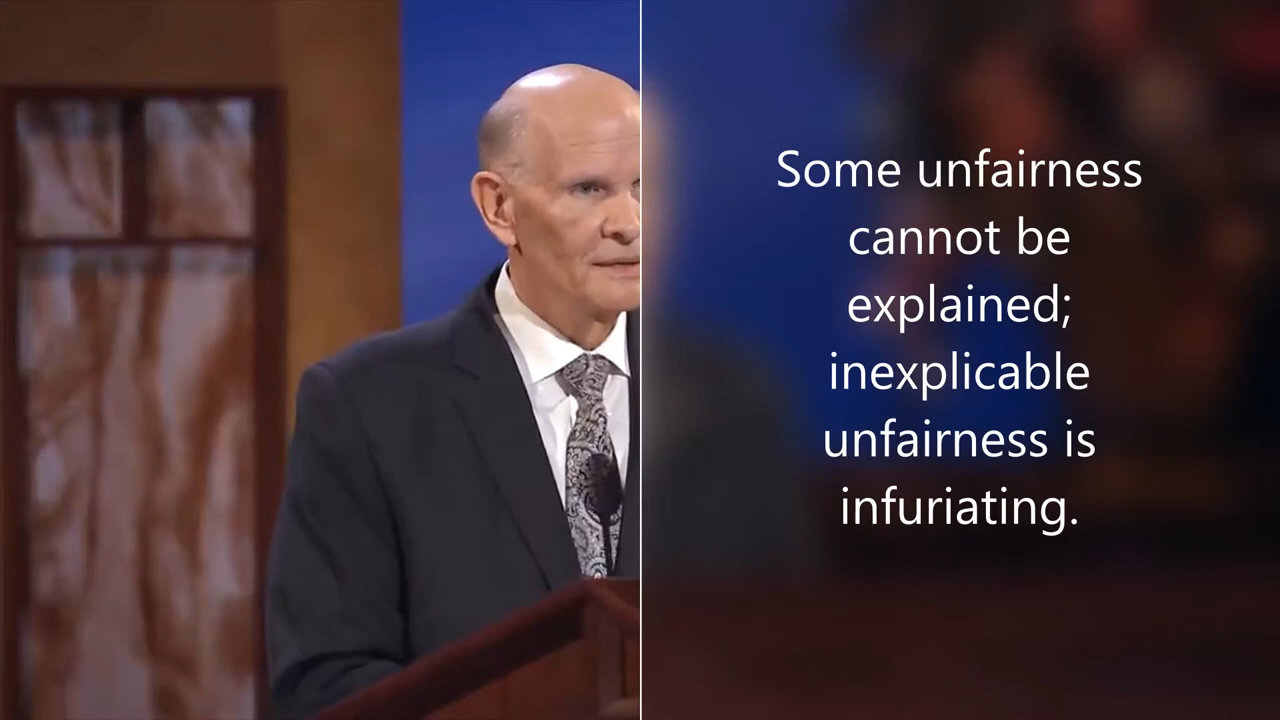 Some unfairness
cannot be
explained;
inexplicable
unfairness is
infuriating.